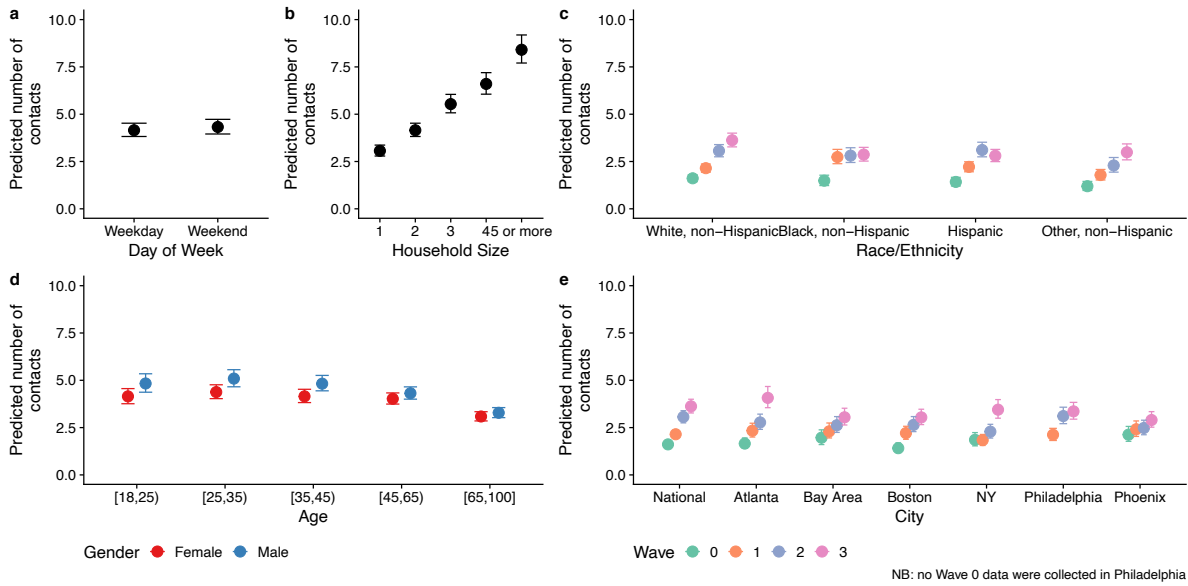 a
10.0
7.5
5.0
2.5
0.0
Predicted number of
contacts
Weekday Weekend
Day of Week
b
10.0
7.5
5.0
2.5
0.0
Predicted number of
contacts
1 2 3 45 or more
Household Size
c
10.0
7.5
5.0
2.5
0.0
Predicted number of
contacts
White, non−HispanicBlack, non−Hispanic Hispanic Other, non−Hispanic
Race/Ethnicity
d
10.0
7.5
5.0
2.5
0.0
Predicted number of
contacts
[18,25) [25,35) [35,45) [45,65) [65,100]
Age
Gender Female Male
e
10.0
7.5
5.0
2.5
0.0
Predicted number of
contacts
National Atlanta Bay Area Boston NY Philadelphia Phoenix
City
Wave 0 1 2 3
NB: no Wave 0 data were collected in Philadelphia